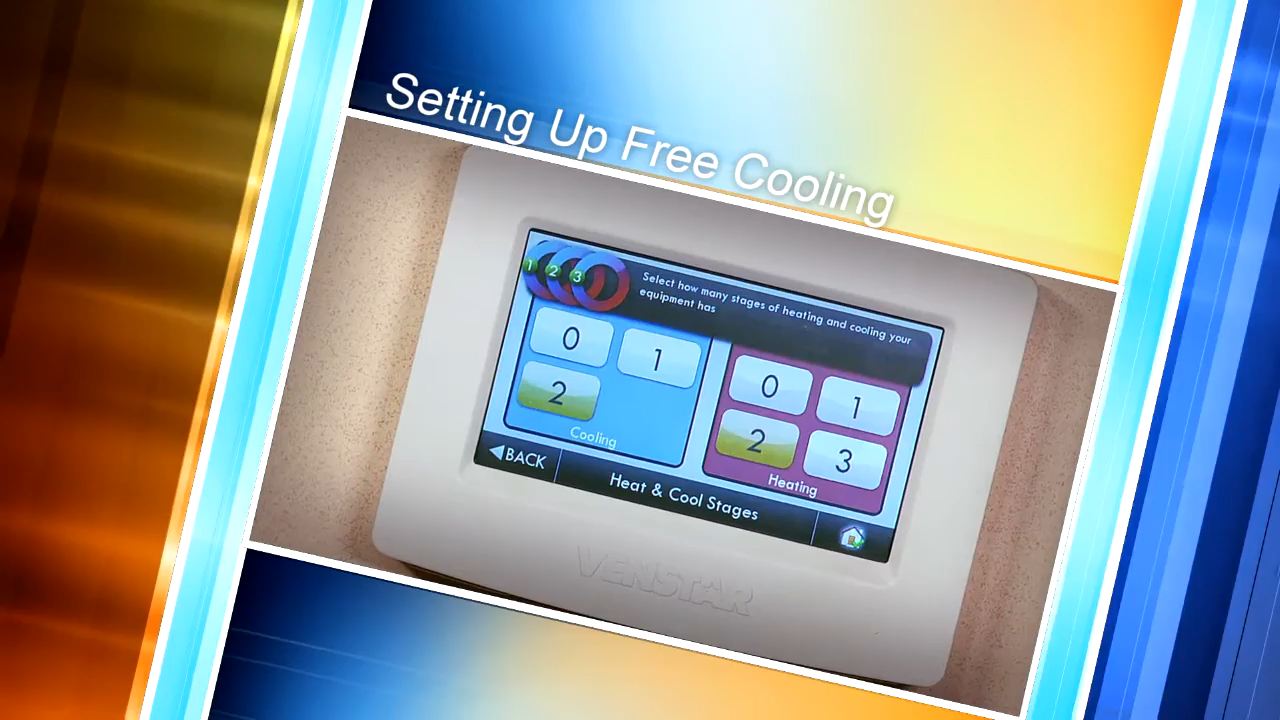 Setting Up Free Cooling
1 2 3
Select how many stages of heating and cooling your
equipment has
0 1
2
Cooling
0 1
2 3
Heating
BACK
Heat & Cool Stages
VENSTAR